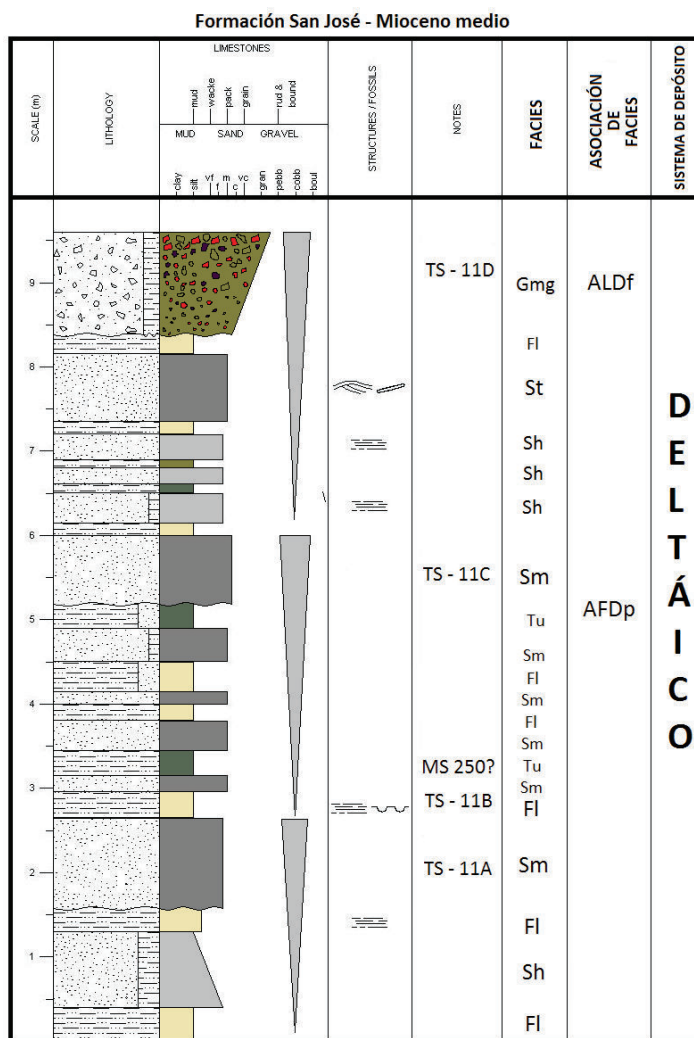 Formación San José - Mioceno medio
SCALE (m)
LITHOLOGY
LIMESTONES
mud
wacke
pack
grain
rud &
bound
MUD SAND GRAVEL
clay
silt
vf
f
m
c
vc
gran
pebb
cobb
boul
STRUCTURES / FOSSILS
NOTES
FACIES
ASOCIACIÓN
DE
FACIES
SISTEMA DE DEPÓSITO
9
8
7
6
5
4
3
2
1
TS - 11D
TS - 11C
MS 250?
TS - 11B
TS - 11A
Gmg
Fl
St
Sh
Sh
Sh
Sm
Tu
Sm
Fl
Sm
Fl
Sm
Tu
Sm
Fl
Sm
Fl
Sh
Fl
ALDf
AFDp
D
E
L
T
Á
I
C
O